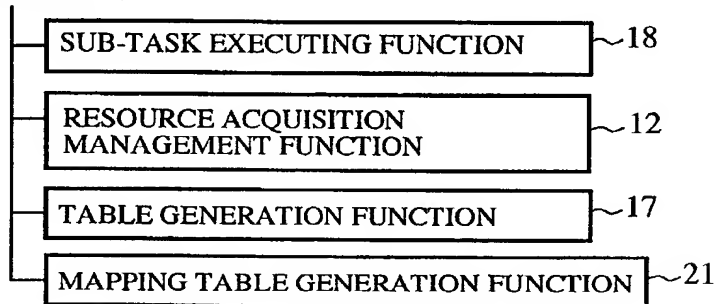 SUB-TASK EXECUTING FUNCTION 18
RESOURCE ACQUISITION
MANAGEMENT FUNCTION 12
TABLE GENERATION FUNCTION 17
MAPPING TABLE GENERATION FUNCTION 21